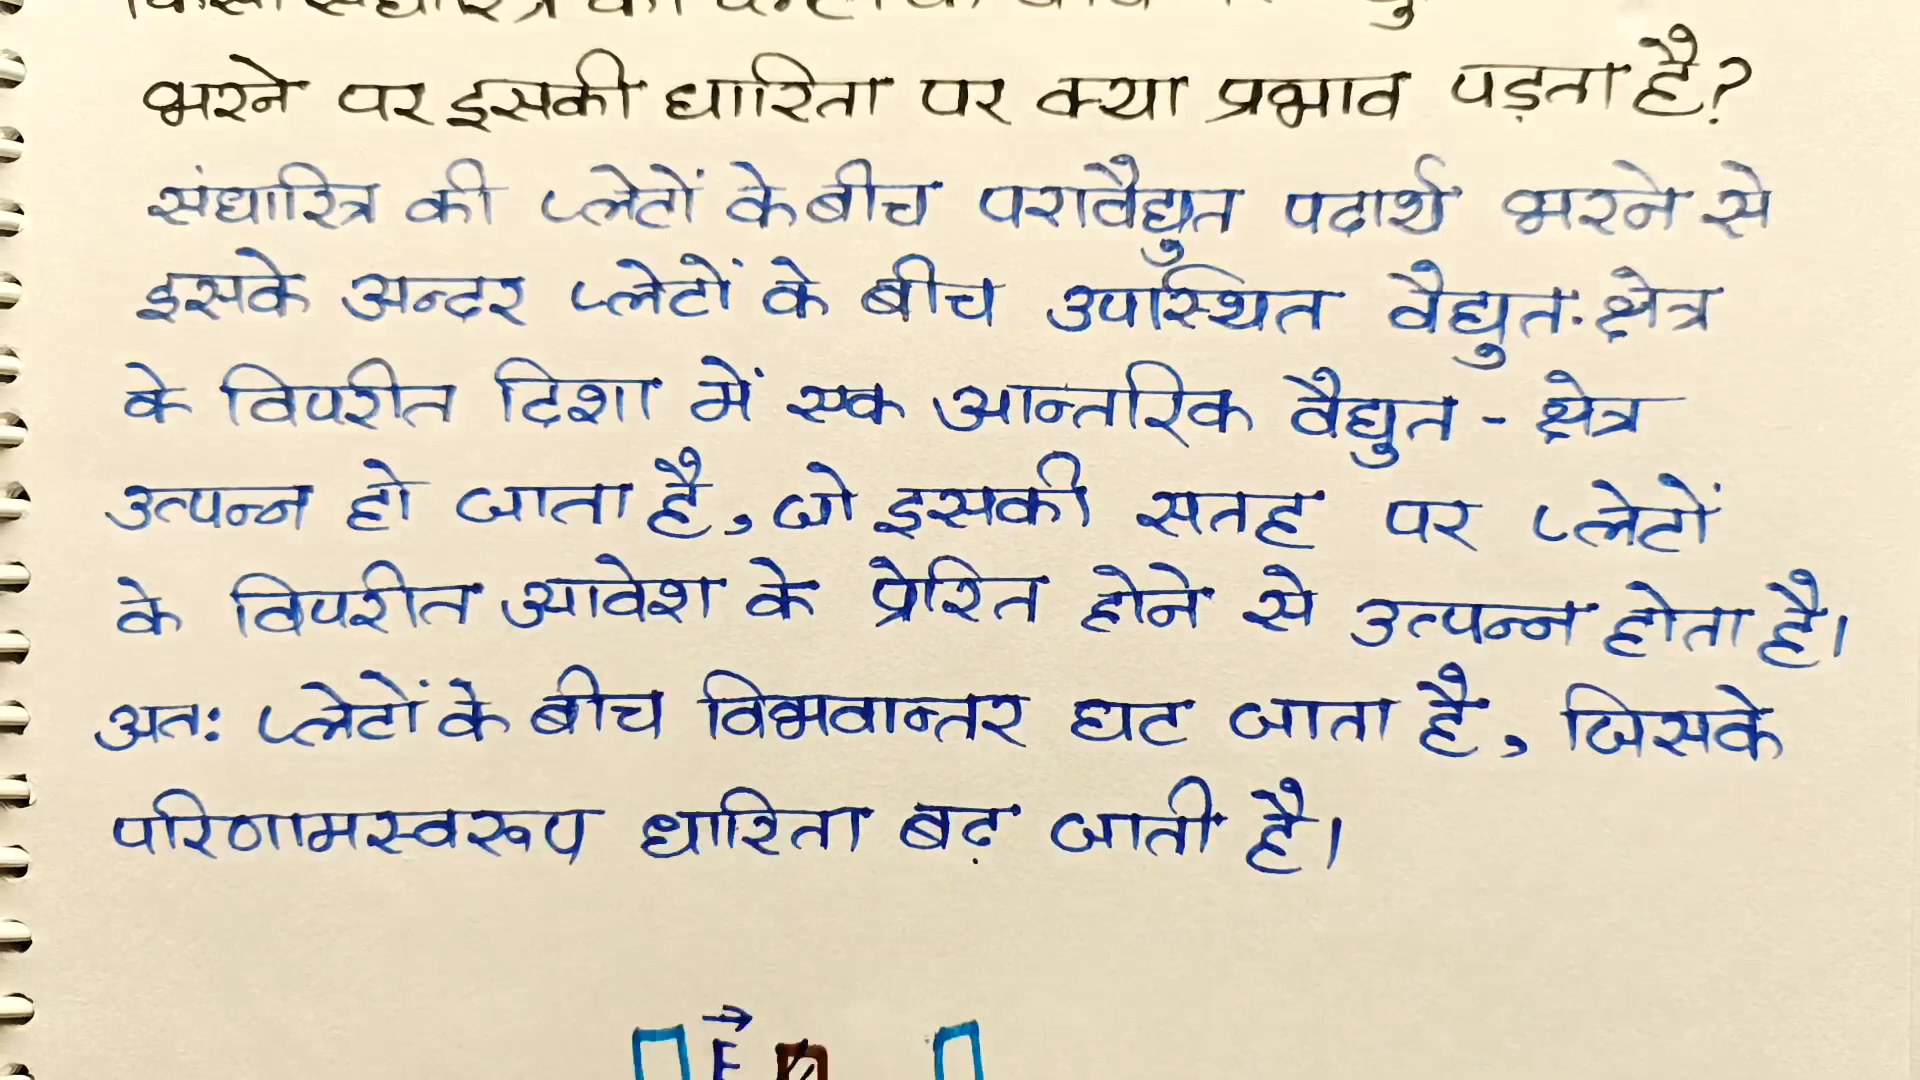 भरने पर इसकी धारिता पर क्या प्रभाव पड़ता है?
संधारित्र की प्लेटों के बीच परावैद्युत पदार्थ भरने से
इसके अन्दर प्लेटों के बीच उपस्थित वैद्युत-क्षेत्र
के विपरीत दिशा में एक आन्तरिक वैद्युत - क्षेत्र
उत्पन्न हो जाता है, जो इसकी सतह पर प्लेटों
के विपरीत आवेश के प्रेरित होने से उत्पन्न होता है।
अतः प्लेटों के बीच विभवान्तर घट जाता है, जिसके
परिणामस्वरूप धारिता बढ़ जाती है।